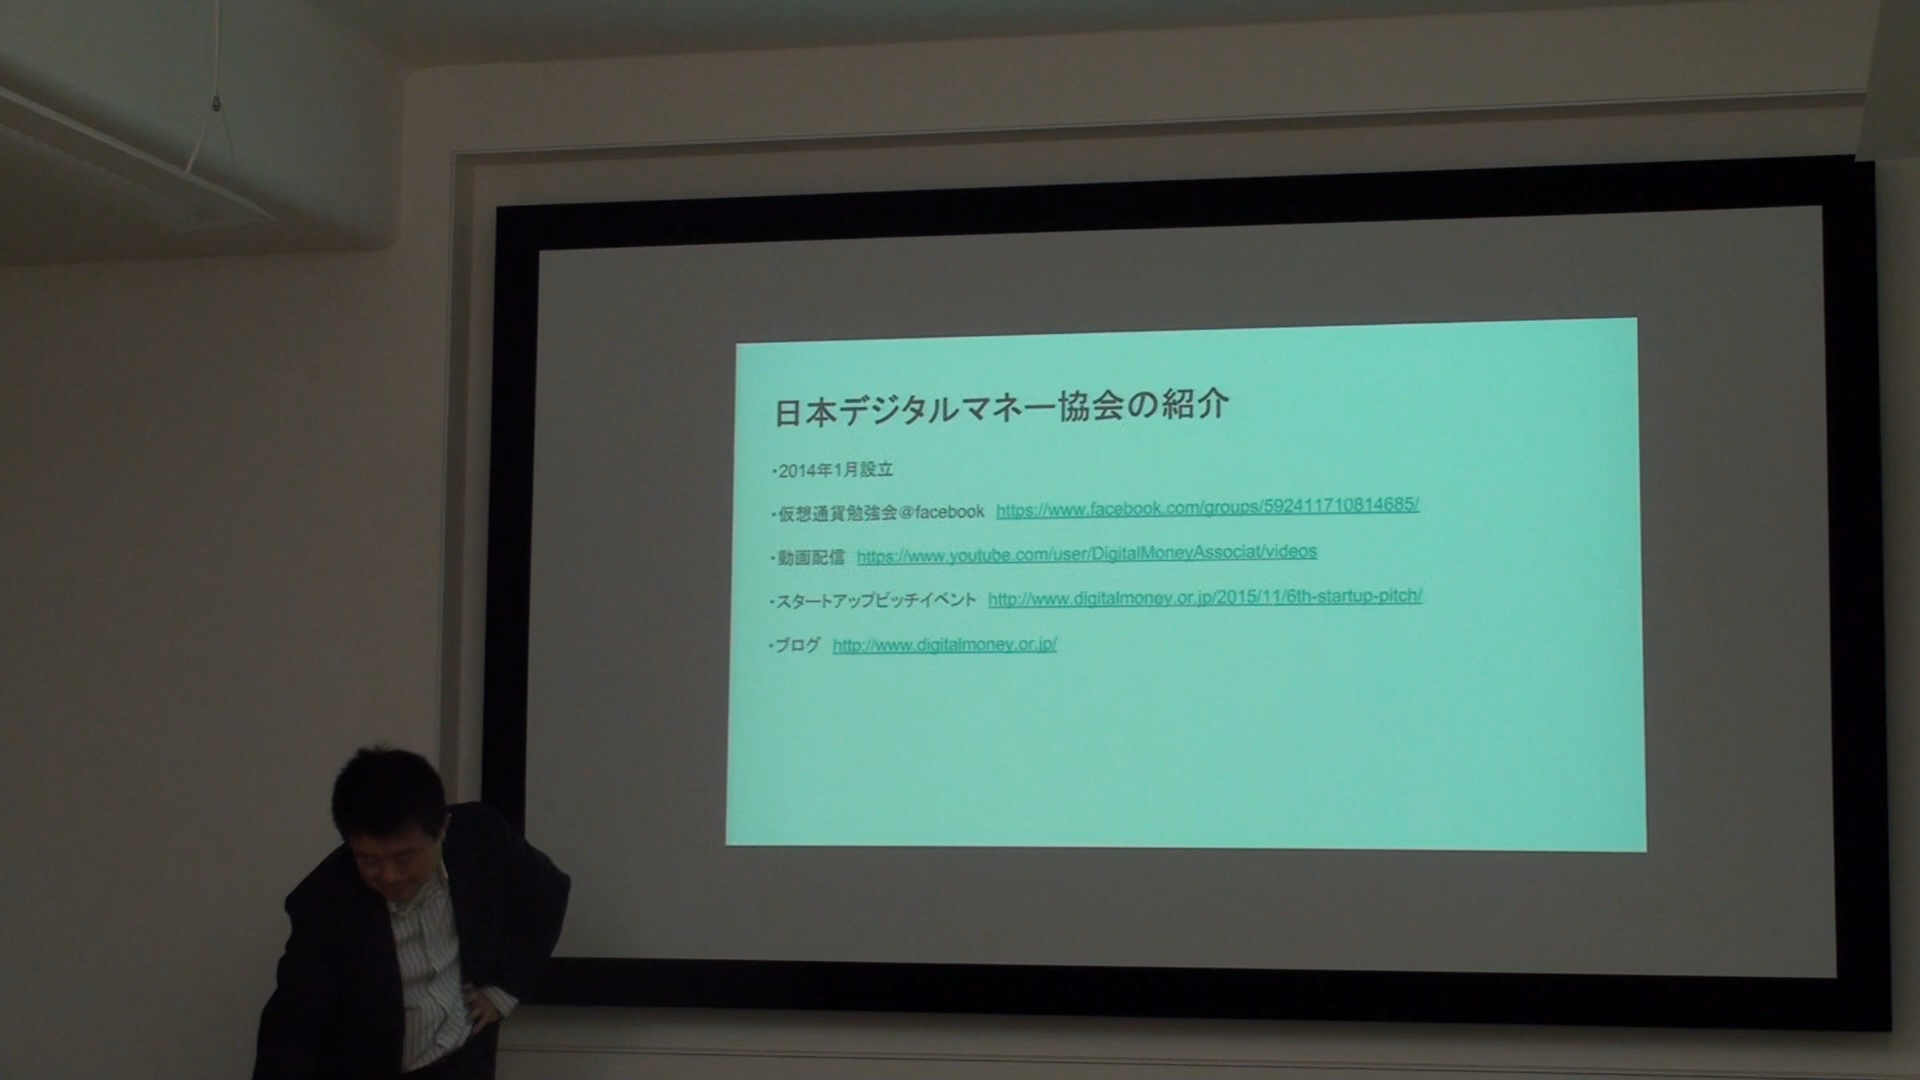 日本デジタルマネー協会の紹介
・2014年1月設立
・仮想通貨勉強会@facebook https://www.facebook.com/groups/592411710814685/
・動画配信 https://www.youtube.com/user/DigitalMoneyAssociat/videos
・スタートアップピッチイベント http://www.digitalmoney.or.jp/2015/11/6th-startup-pitch/
・ブログ http://www.digitalmoney.or.jp/